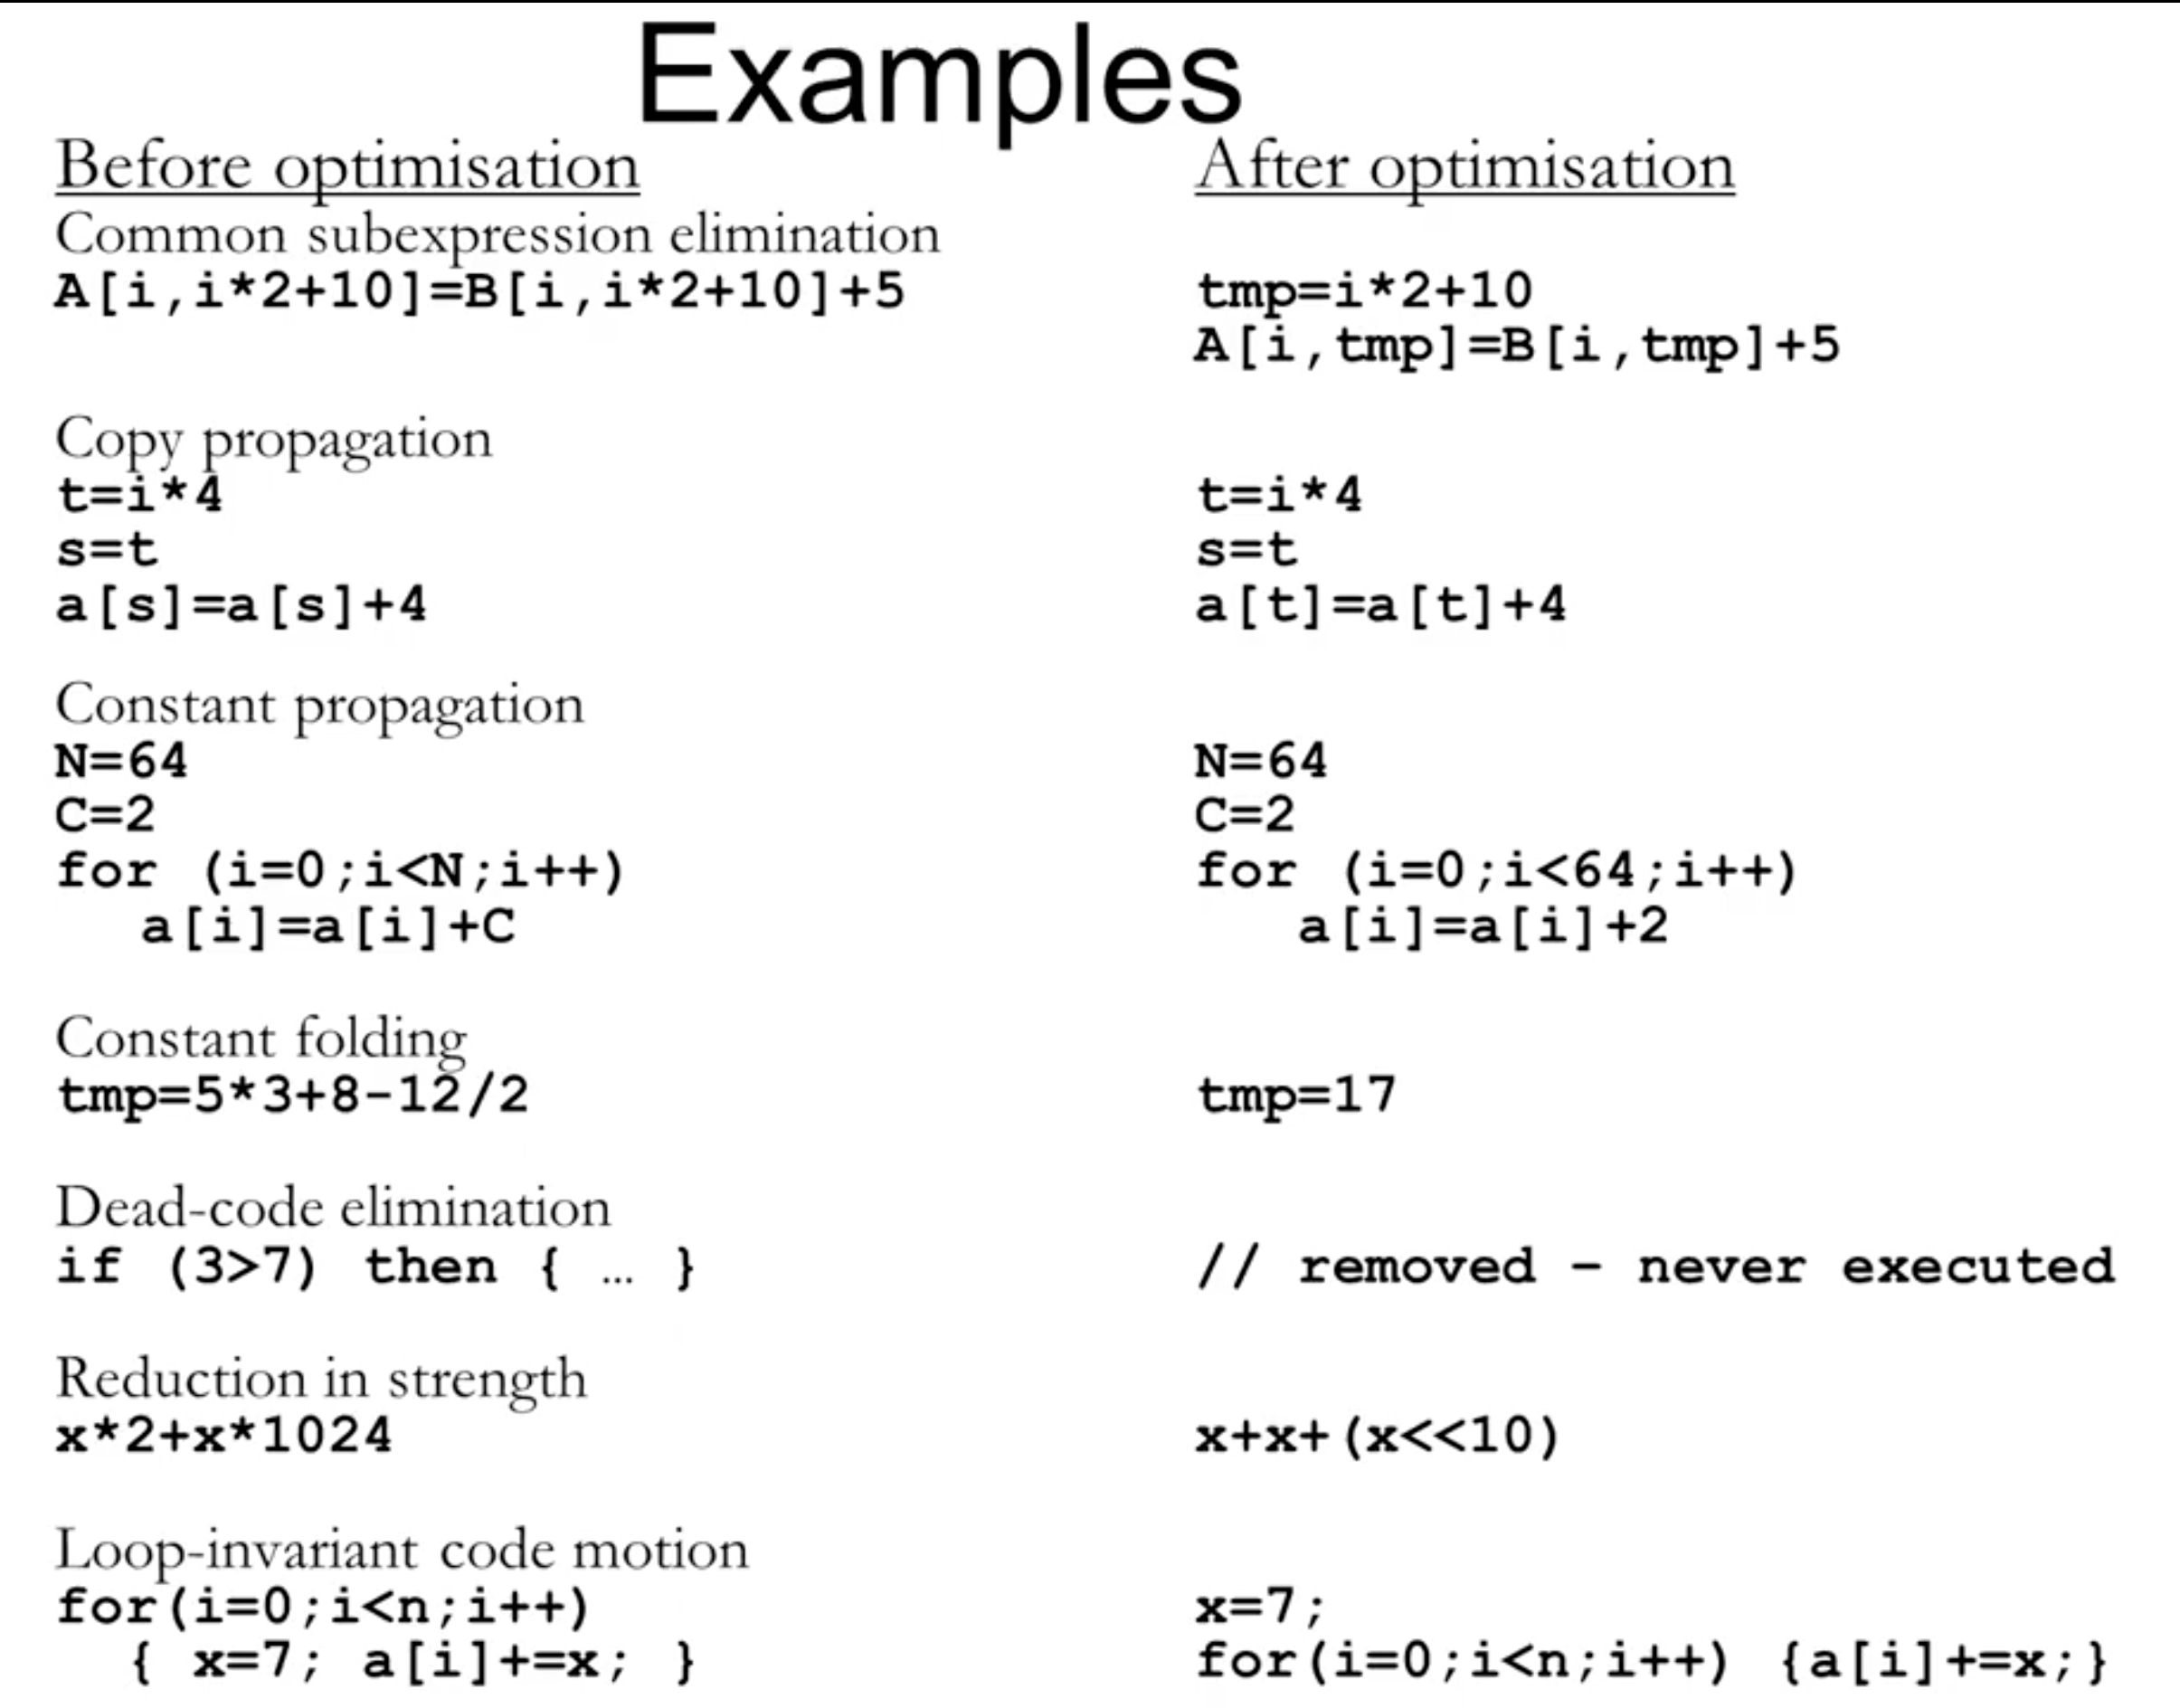 Examples
Before optimisation
After optimisation
Common subexpression elimination
A[i,i*2+10]=B[i,i*2+10]+5
tmp=i*2+10
A[i,tmp]=B[i,tmp]+5
Copy propagation
t=i*4
s=t
a[s]=a[s]+4
t=i*4
s=t
a[t]=a[t]+4
Constant propagation
N=64
C=2
for (i=0;i<N;i++)
a[i]=a[i]+C
N=64
C=2
for (i=0;i<64;i++)
a[i]=a[i]+2
Constant folding
tmp=5*3+8-12/2
tmp=17
Dead-code elimination
if (3>7) then { … }
// removed – never executed
Reduction in strength
x*2+x*1024
x+x+(x<<10)
Loop-invariant code motion
for(i=0;i<n;i++)
{ x=7; a[i]+=x; }
x=7;
for(i=0;i<n;i++) {a[i]+=x;}